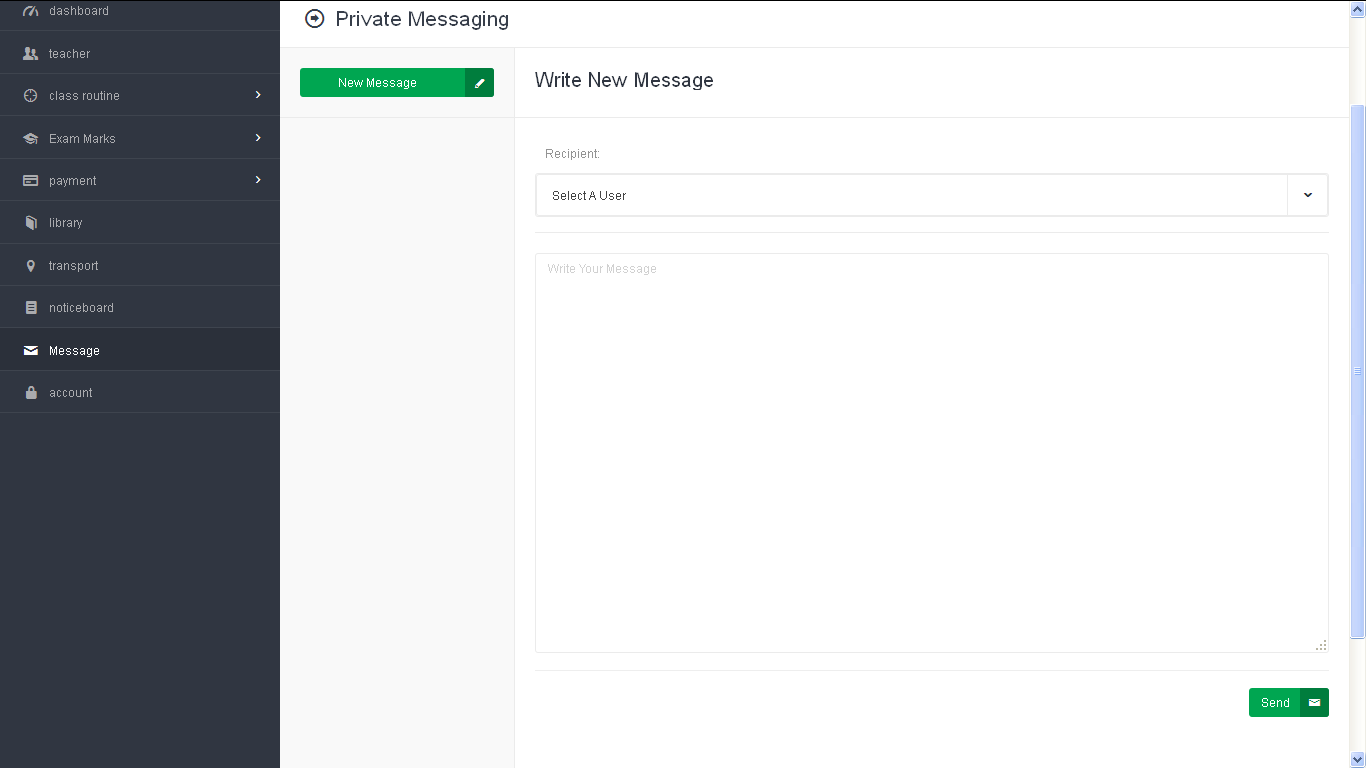 dashboard
teacher
class routine
Exam Marks
payment
library
transport
noticeboard
Message
account
Private Messaging
New Message
Write New Message
Recipient:
Select A User
Write Your Message
Send